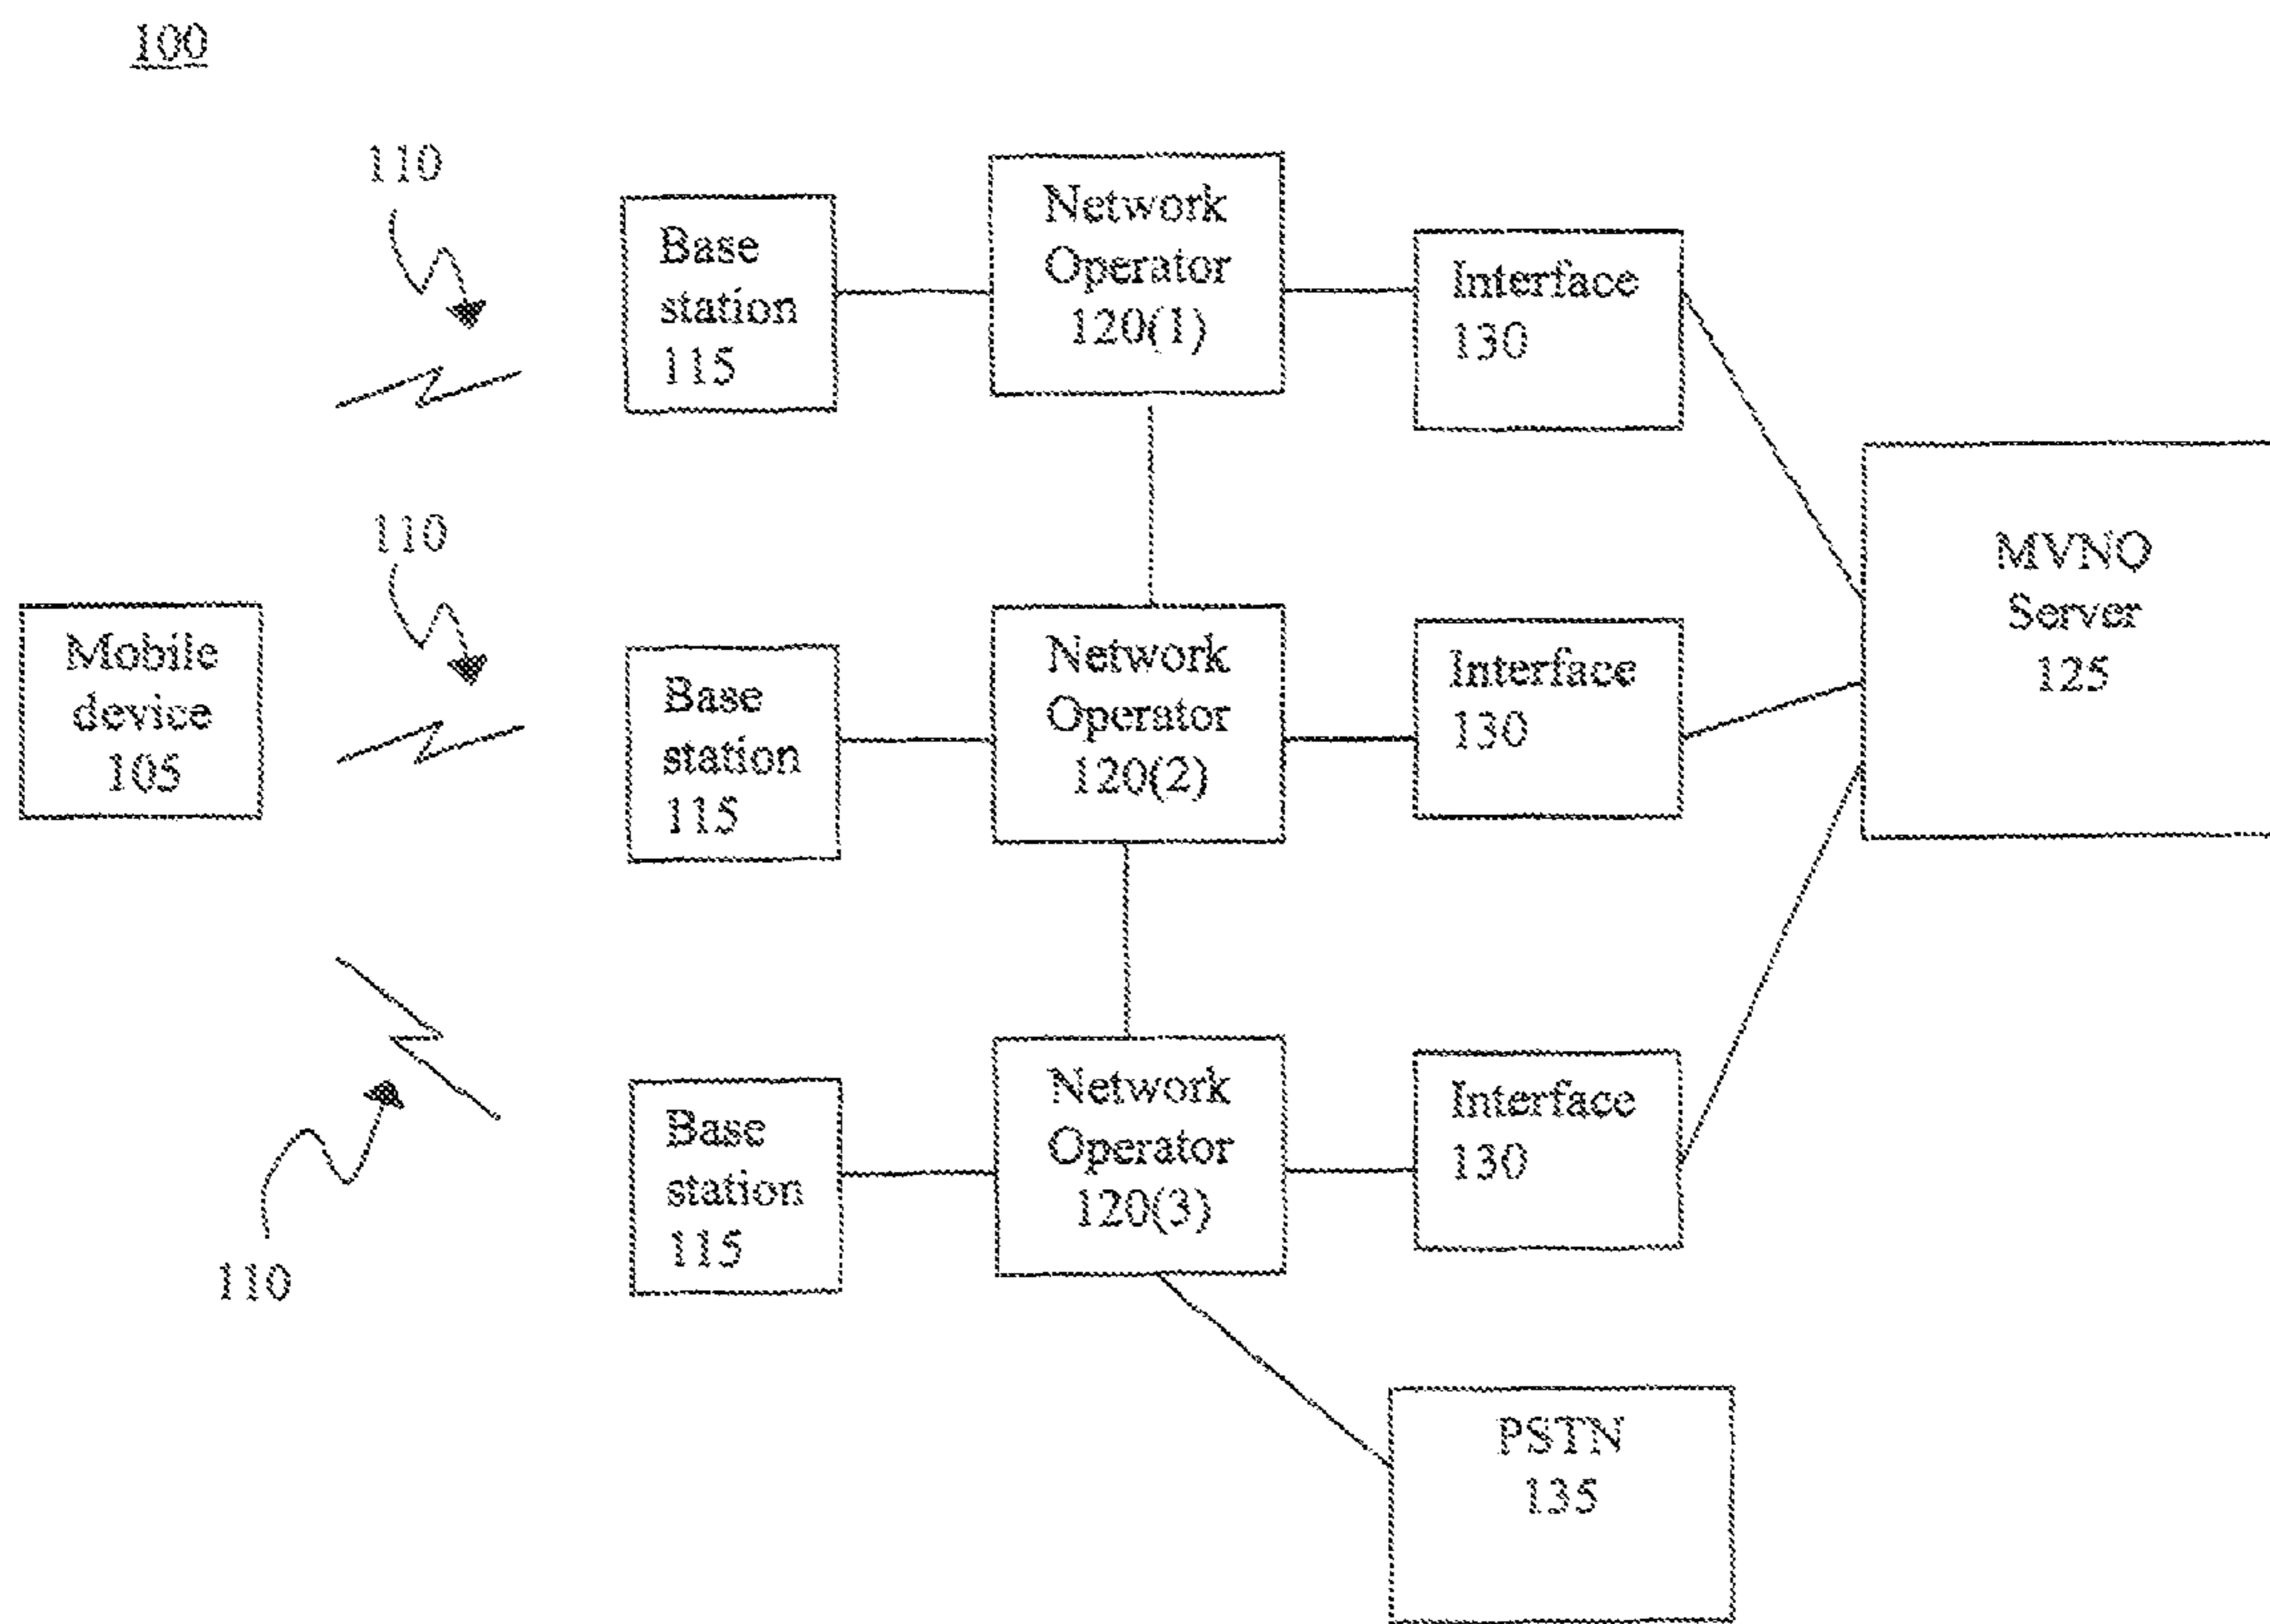 100
110
Base
station
115
Network
Operator
120(1)
Interface
130
110
Mobile
device
105
Base
station
115
Network
Operator
120(2)
Interface
130
MVNO
Server
125
110
Base
station
115
Network
Operator
120(3)
Interface
130
PSTN
135